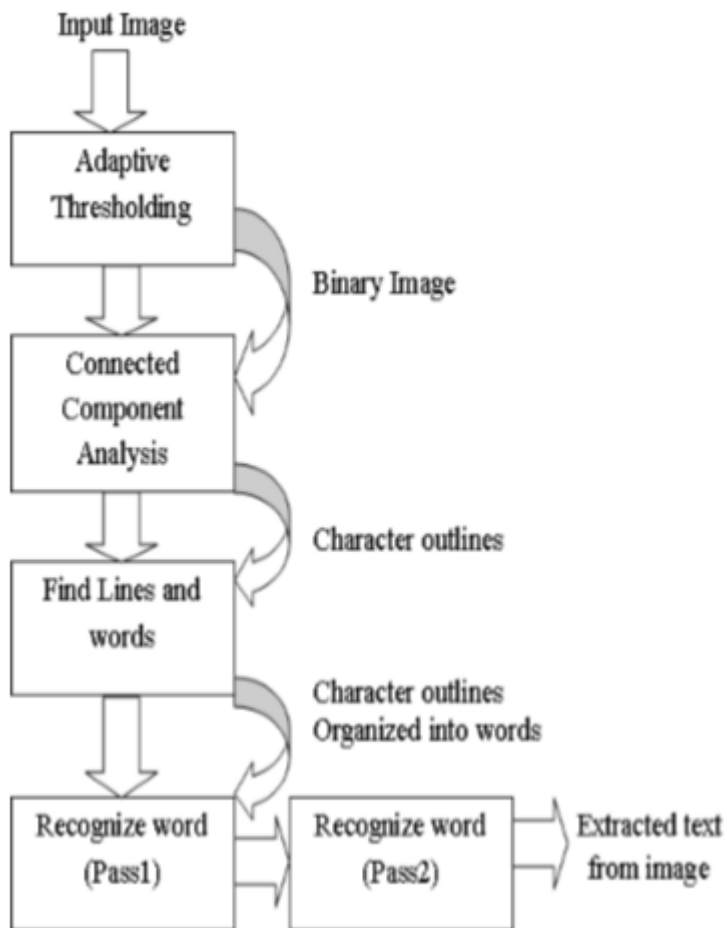 Input Image
Adaptive
Thresholding
Binary Image
Connected
Component
Analysis
Character outlines
Find Lines and
words
Character outlines
Organized into words
Recognize word
(Pass1)
Recognize word
(Pass2)
Extracted text
from image